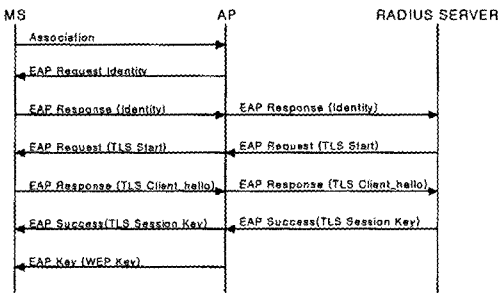 MS AP RADIUS SERVER
Association
EAP Request Identity
EAP Response (Identity) EAP Response (Identity)
EAP Request (TLS Start) EAP Request (TLS Start)
EAP Response (TLS Client_hello) EAP Response (TLS Client_hello)
EAP Success(TLS Session Key) EAP Success(TLS Session Key)
EAP Key (WEP Key)